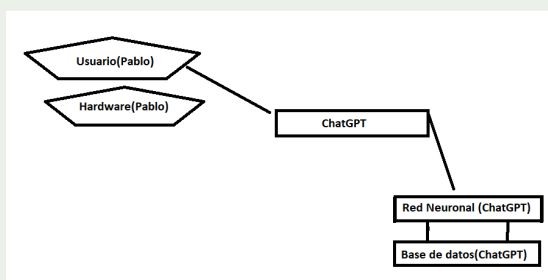 Usuario(Pablo)
Hardware(Pablo)
ChatGPT
Red Neuronal (ChatGPT)
Base de datos(ChatGPT)